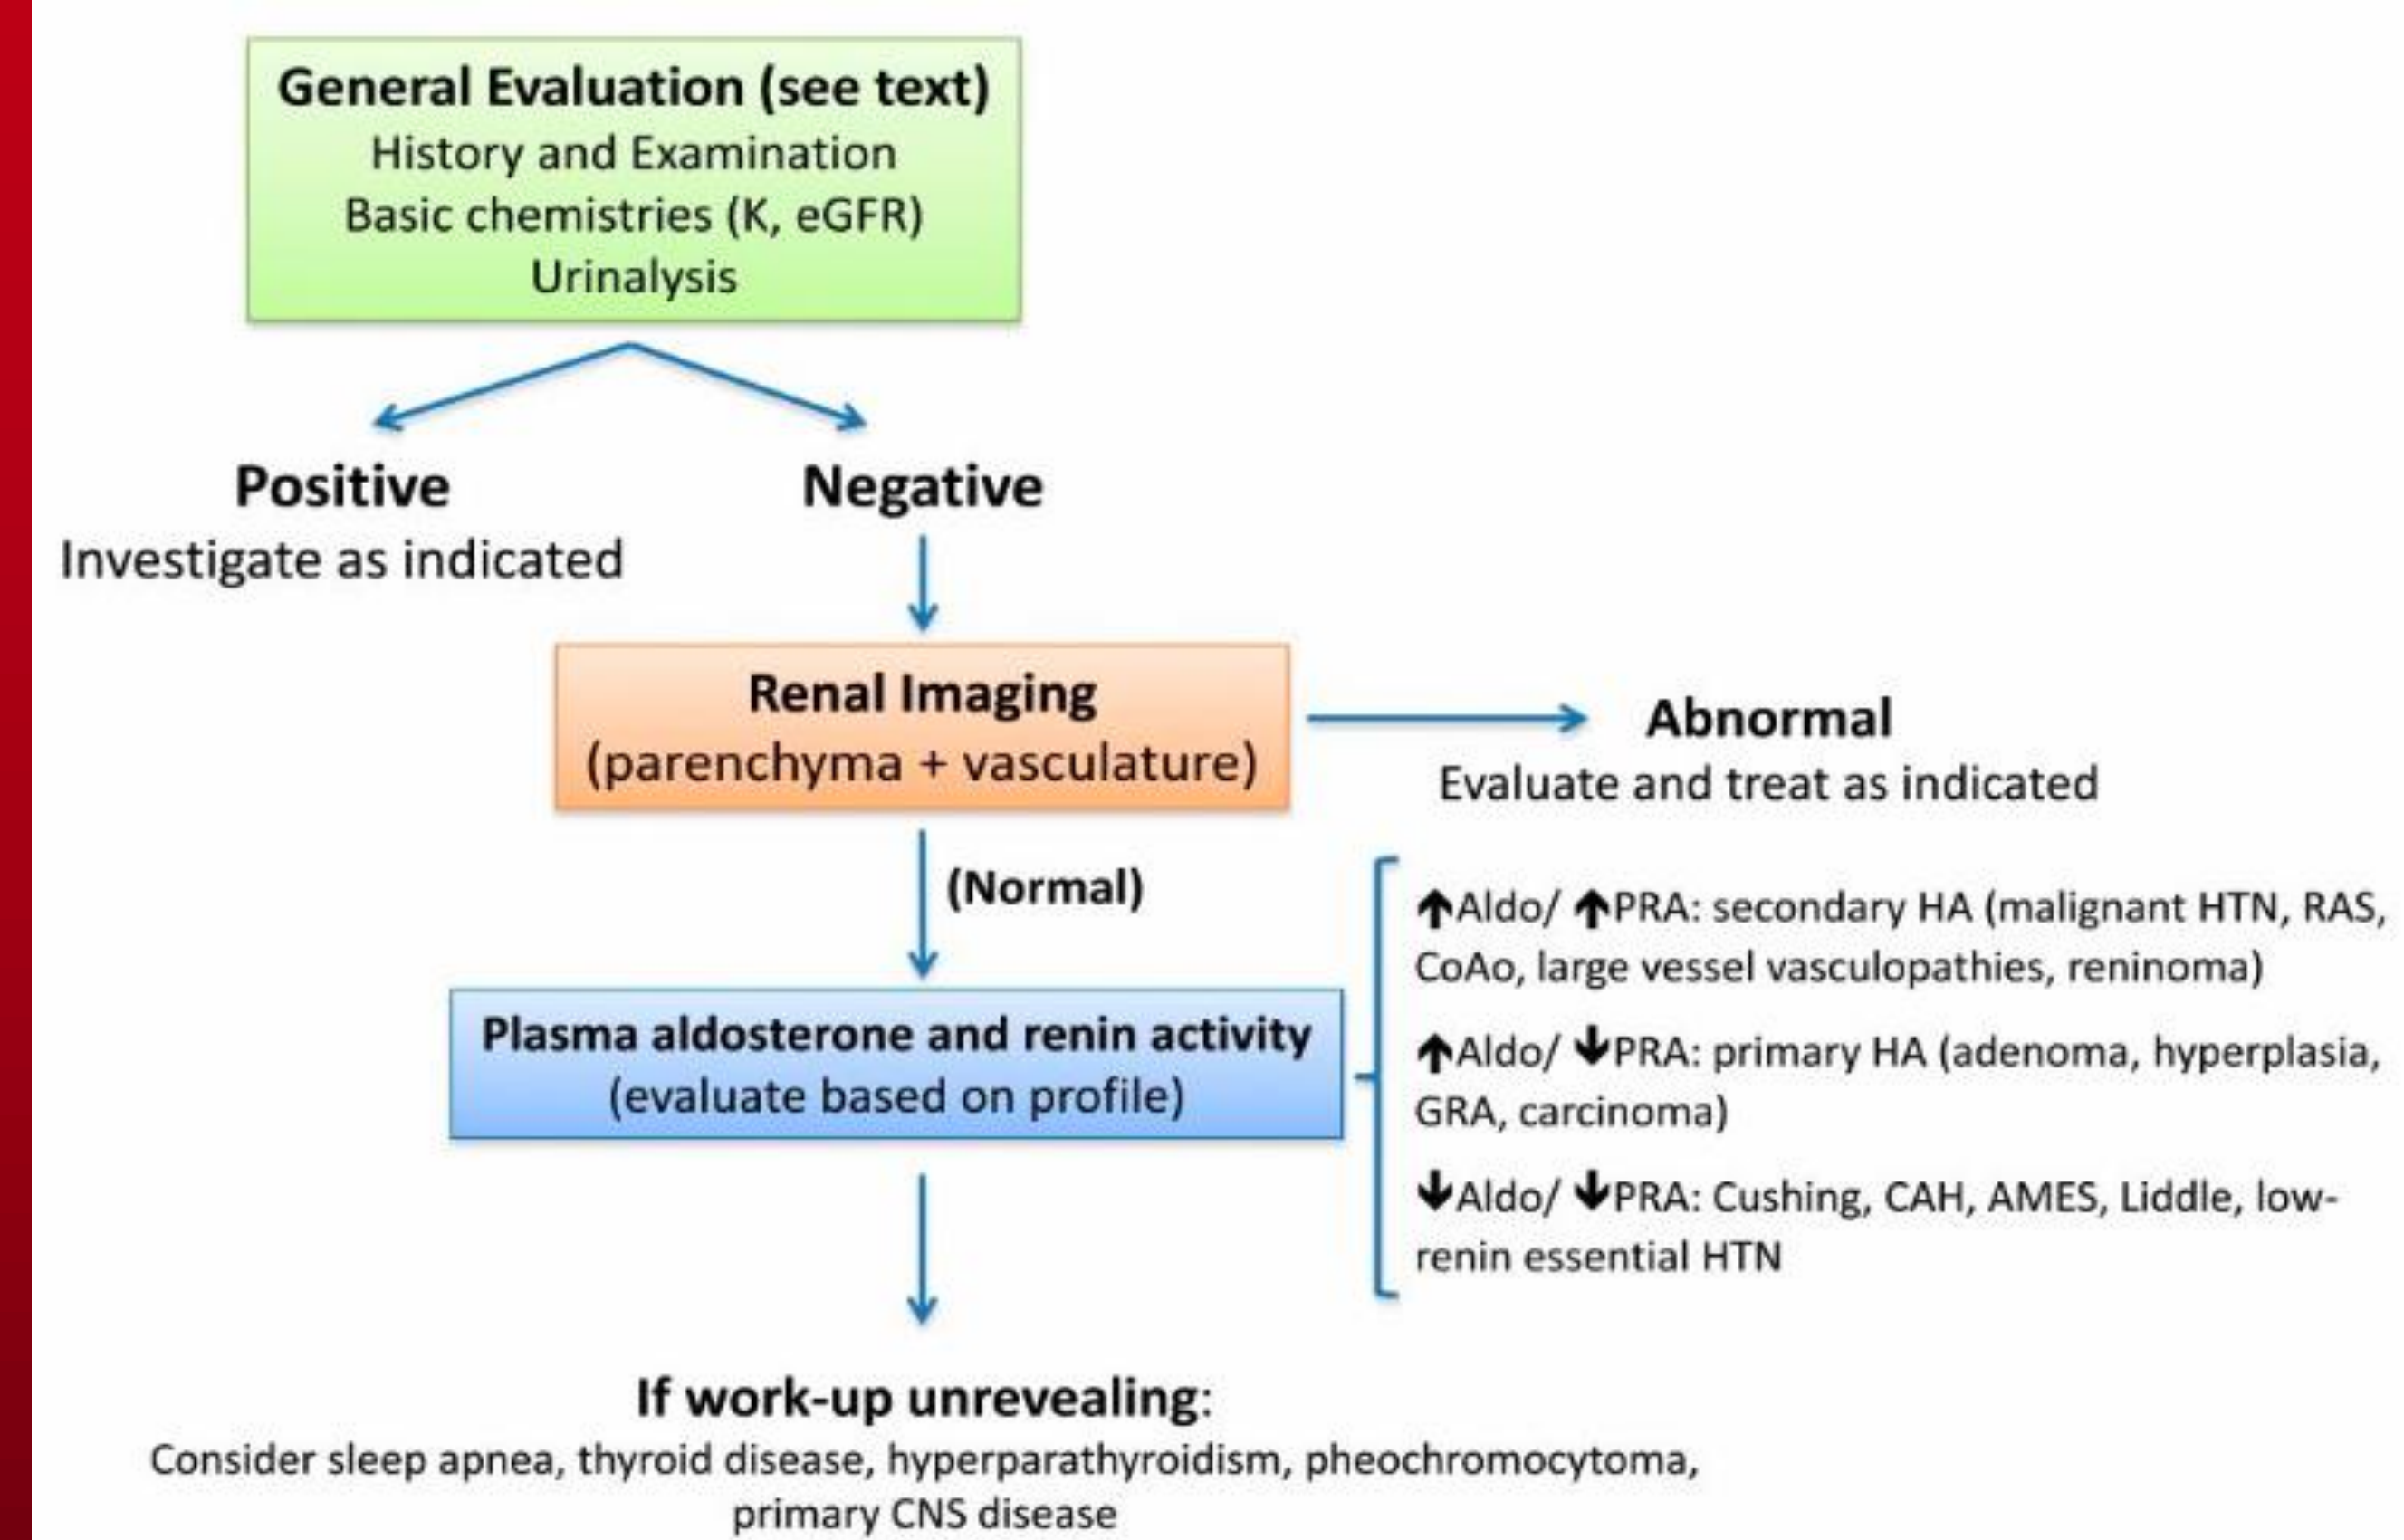 General Evaluation (see text)
History and Examination
Basic chemistries (K, eGFR)
Urinalysis
Positive
Investigate as indicated
Negative
Renal Imaging
(parenchyma + vasculature)
Abnormal
Evaluate and treat as indicated
(Normal)
Plasma aldosterone and renin activity
(evaluate based on profile)
↑Aldo/ ↑PRA: secondary HA (malignant HTN, RAS,
CoAo, large vessel vasculopathies, reninoma)
↑Aldo/ ↓PRA: primary HA (adenoma, hyperplasia,
GRA, carcinoma)
↓Aldo/ ↓PRA: Cushing, CAH, AMES, Liddle, low-
renin essential HTN
If work-up unrevealing:
Consider sleep apnea, thyroid disease, hyperparathyroidism, pheochromocytoma,
primary CNS disease